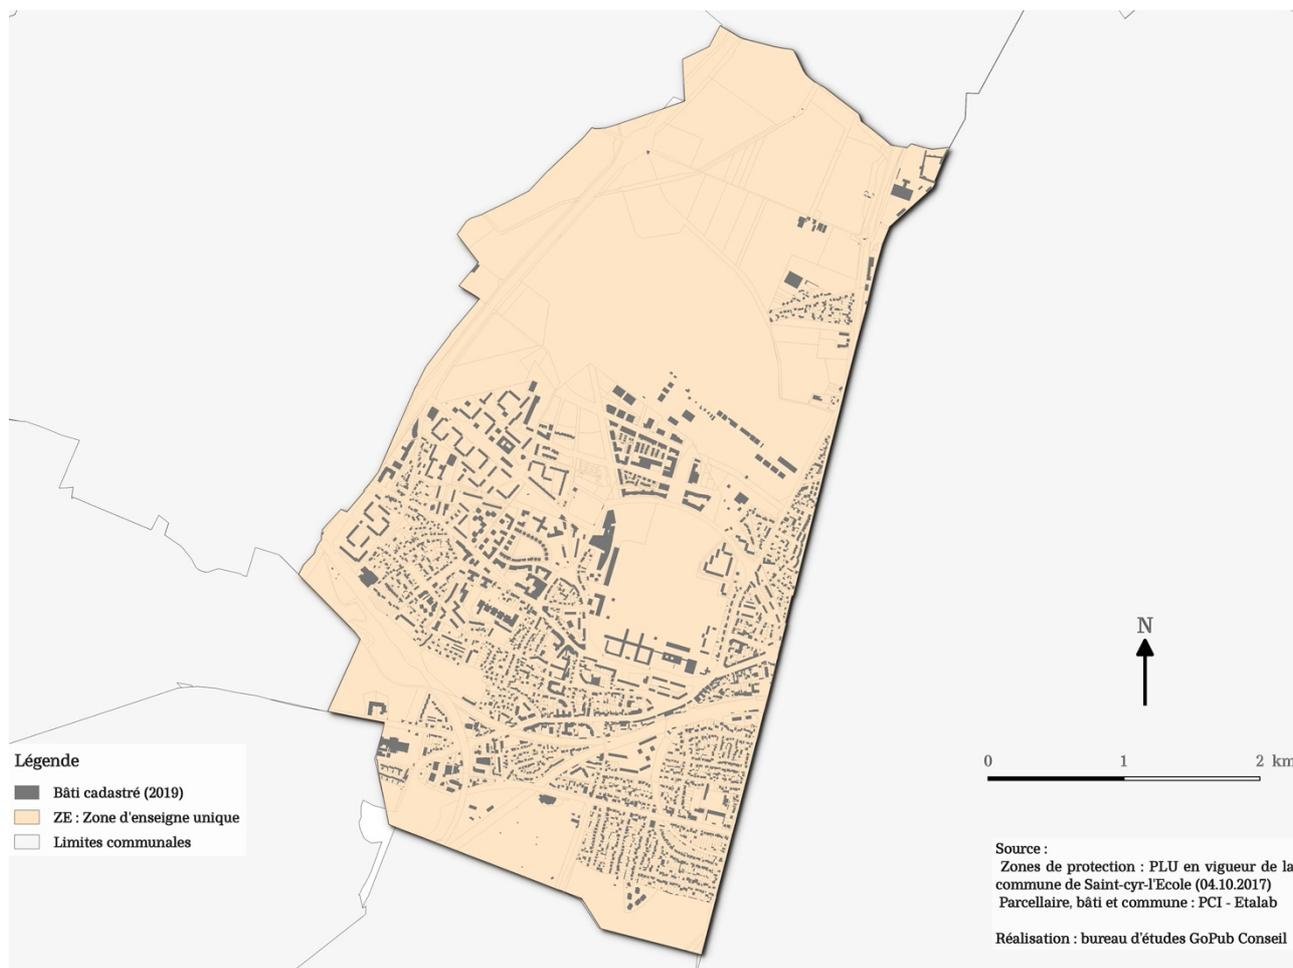 N
0 1 2 km
Légende
Bâti cadastré (2019)
ZE : Zone d'enseigne unique
Limites communales
Source :
Zones de protection : PLU en vigueur de la
commune de Saint-cyr-l'Ecole (04.10.2017)
Parcellaire, bâti et commune : PCI - Etalab
Réalisation : bureau d'études GoPub Conseil